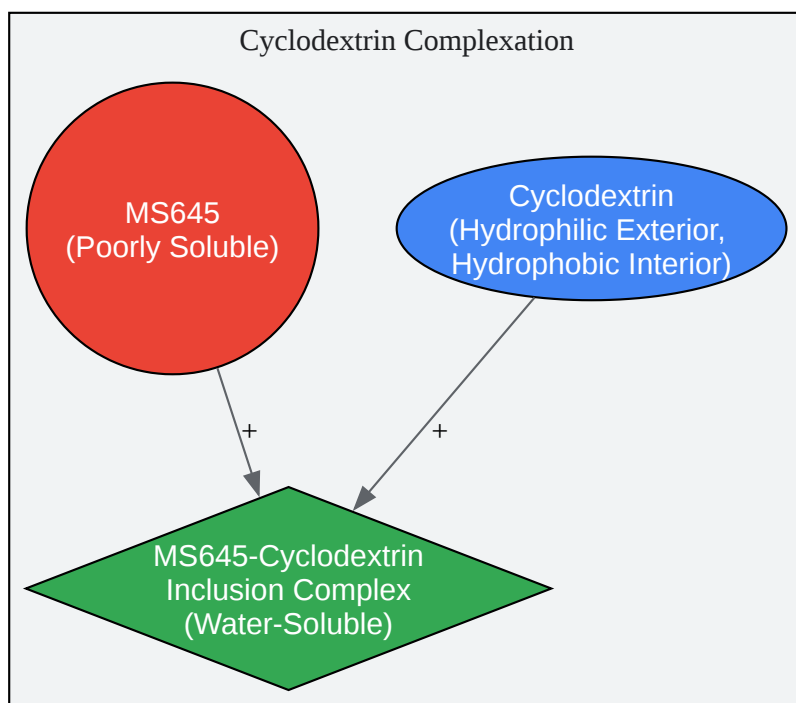 Cyclodextrin Complexation
MS645
(Poorly Soluble)
Cyclodextrin
(Hydrophilic Exterior,
Hydrophobic Interior)
+
+
MS645-Cyclodextrin
Inclusion Complex
(Water-Soluble)